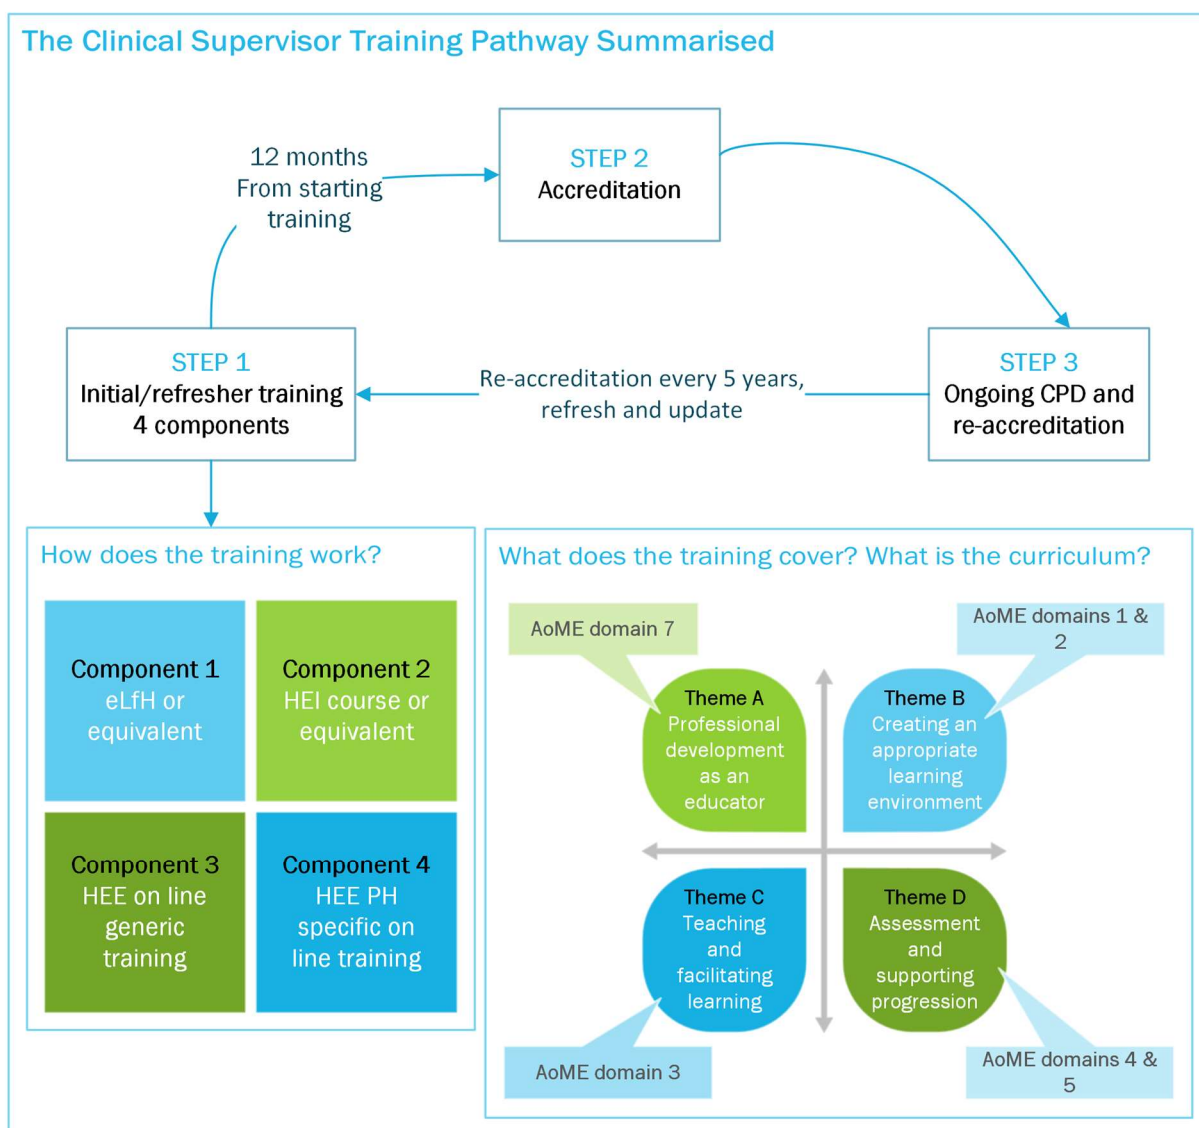 The Clinical Supervisor Training Pathway Summarised
12 months
From starting
training
STEP 2
Accreditation
STEP 1
Initial/refresher training
4 components
Re-accreditation every 5 years,
refresh and update
STEP 3
Ongoing CPD and
re-accreditation
How does the training work?
Component 1
eLfH or
equivalent
Component 2
HEI course or
equivalent
Component 3
HEE on line
generic
training
Component 4
HEE PH
specific on
line training
What does the training cover? What is the curriculum?
AoME domain 7
AoME domains 1 &
2
Theme A
Professional
development
as an
educator
Theme B
Creating an
appropriate
learning
environment
Theme C
Teaching
and
facilitating
learning
Theme D
Assessment
and
supporting
progression
AoME domain 3
AoME domains 4 &
5